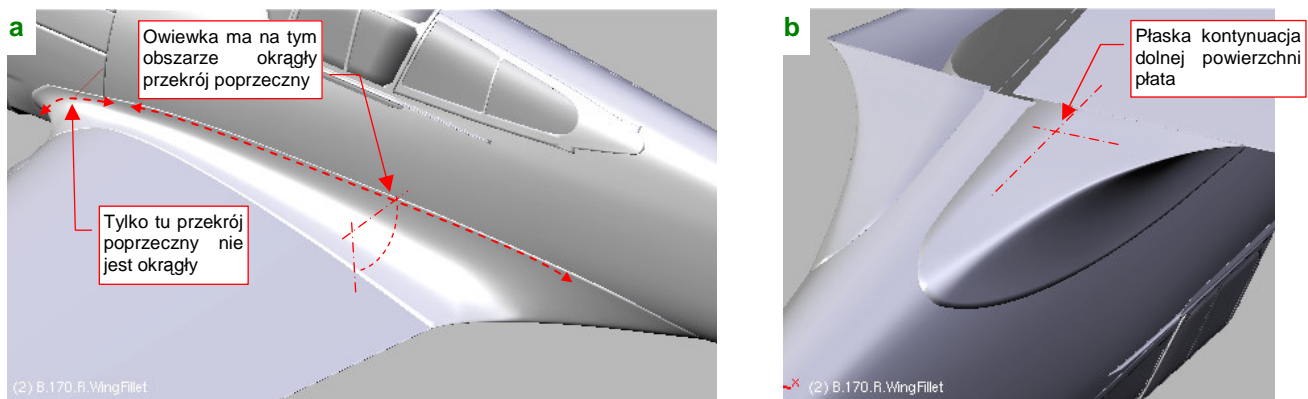 a
Owiewka ma na tym
obszarze okrągły
przekrój poprzeczny
Tylko tu przekrój
poprzeczny nie
jest okrągły
(2) B.170.R.WingFillet
b
Płaska kontynuacja
dolnej powierzchni
płata
x
(2) B.170.R.WingFillet